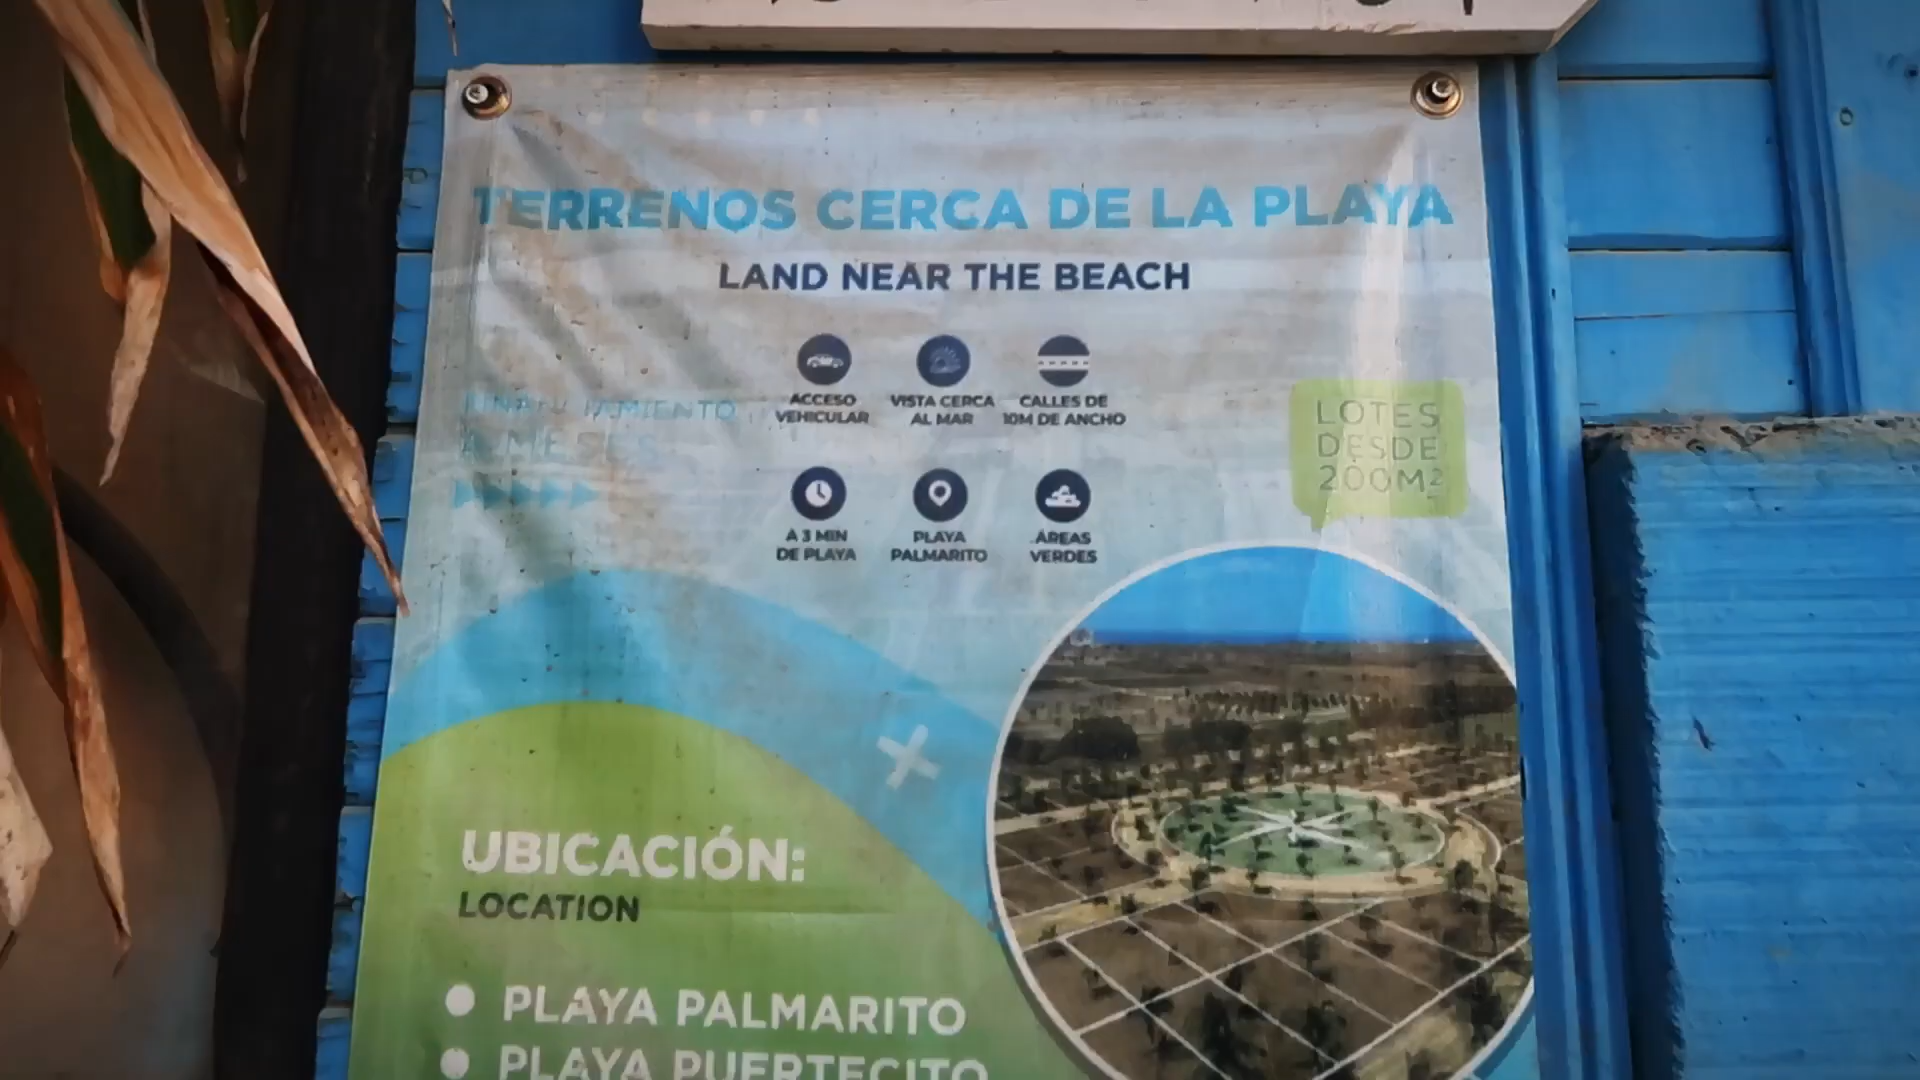 TERRENOS CERCA DE LA PLAYA
LAND NEAR THE BEACH
ACCESO
VEHICULAR
VISTA CERCA
AL MAR
CALLES DE
10M DE ANCHO
MESES
LOTES
DESDE
200M²
A 3 MIN
DE PLAYA
PLAYA
PALMARITO
ÁREAS
VERDES
UBICACIÓN:
LOCATION
PLAYA PALMARITO
PLAYA PUERTECITO